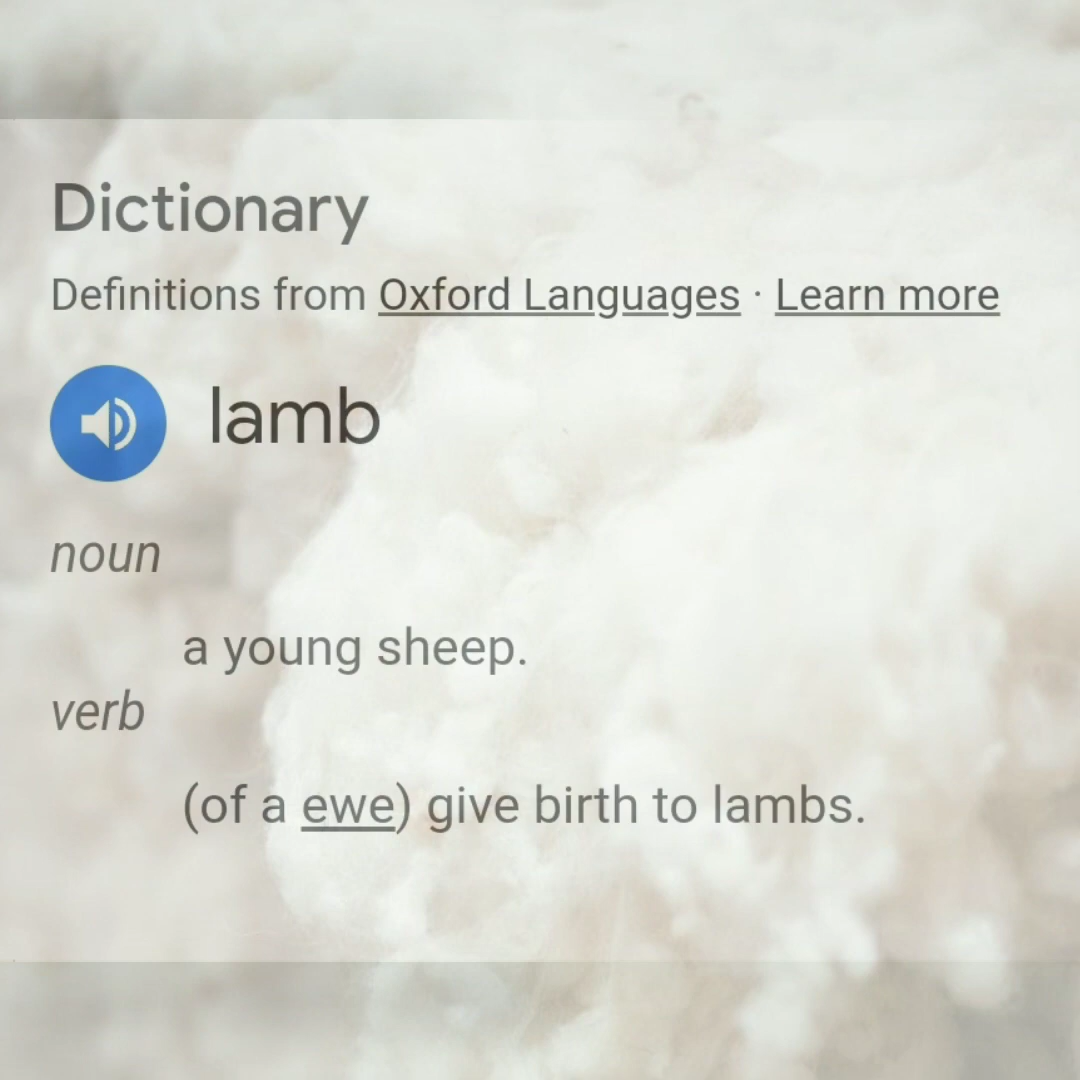 Dictionary
Definitions from Oxford Languages · Learn more
lamb
noun
a young sheep.
verb
(of a ewe) give birth to lambs.